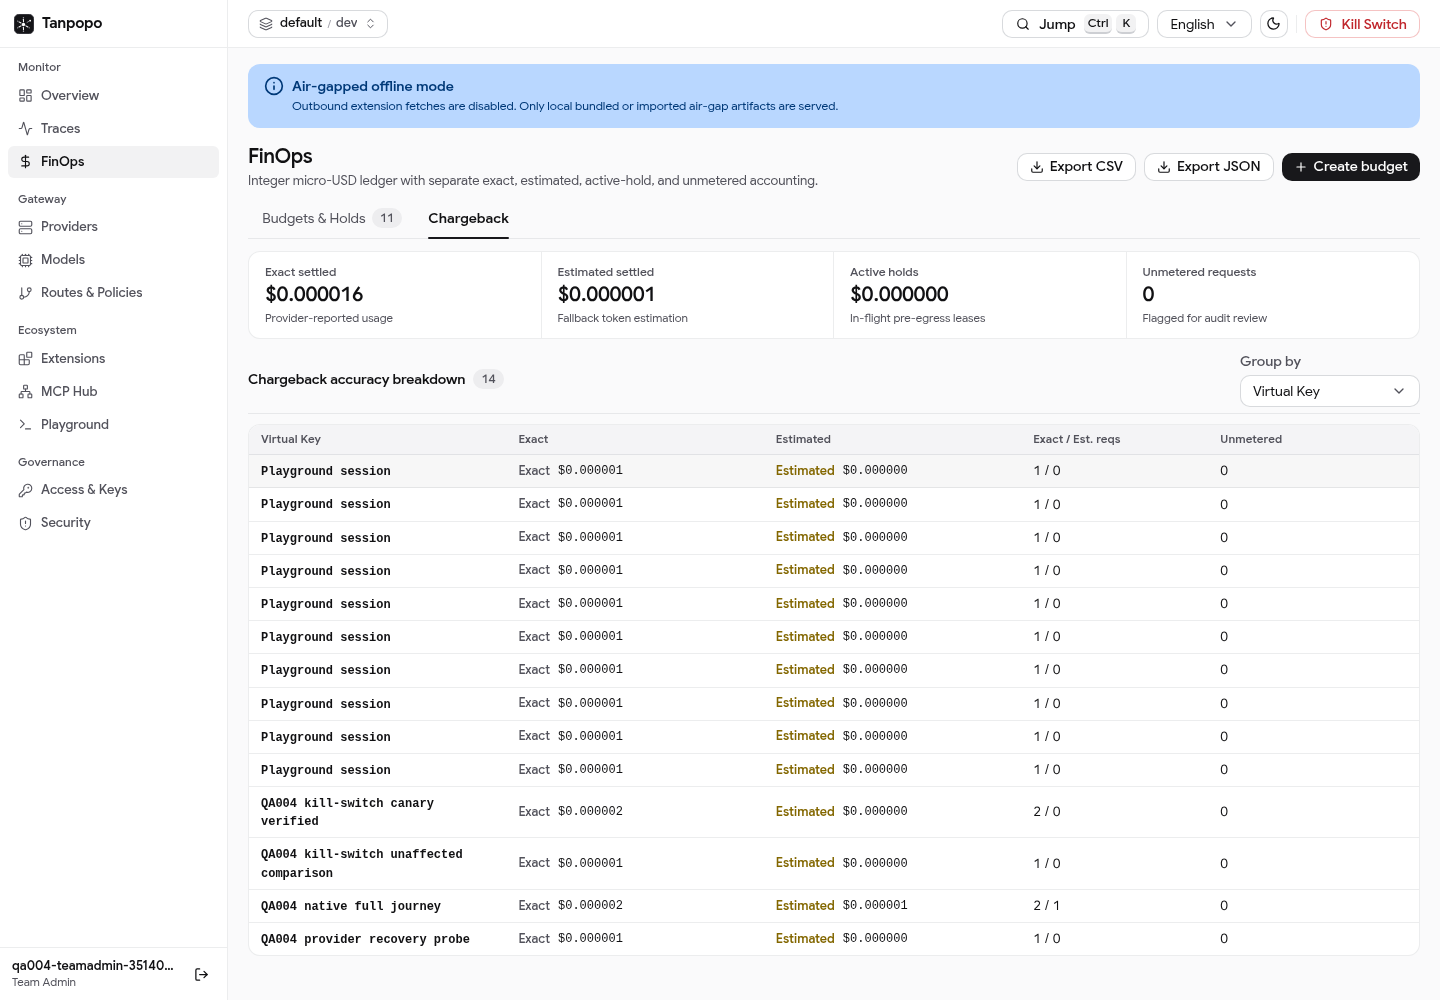 Tanpopo
default / dev
Jump Ctrl K
English
Kill Switch
Monitor
Overview
Traces
FinOps
Gateway
Providers
Models
Routes & Policies
Ecosystem
Extensions
MCP Hub
Playground
Governance
Access & Keys
Security
qa004-teamadmin-35140...
Team Admin
Air-gapped offline mode
Outbound extension fetches are disabled. Only local bundled or imported air-gap artifacts are served.
FinOps
Integer micro-USD ledger with separate exact, estimated, active-hold, and unmetered accounting.
Export CSV
Export JSON
Create budget
Budgets & Holds 11
Chargeback
Exact settled
$0.000016
Provider-reported usage
Estimated settled
$0.000001
Fallback token estimation
Active holds
$0.000000
In-flight pre-egress leases
Unmetered requests
0
Flagged for audit review
Chargeback accuracy breakdown 14
Group by
Virtual Key
Virtual Key Exact Estimated Exact / Est. reqs Unmetered
Playground session Exact $0.000001 Estimated $0.000000 1 / 0 0
Playground session Exact $0.000001 Estimated $0.000000 1 / 0 0
Playground session Exact $0.000001 Estimated $0.000000 1 / 0 0
Playground session Exact $0.000001 Estimated $0.000000 1 / 0 0
Playground session Exact $0.000001 Estimated $0.000000 1 / 0 0
Playground session Exact $0.000001 Estimated $0.000000 1 / 0 0
Playground session Exact $0.000001 Estimated $0.000000 1 / 0 0
Playground session Exact $0.000001 Estimated $0.000000 1 / 0 0
Playground session Exact $0.000001 Estimated $0.000000 1 / 0 0
Playground session Exact $0.000001 Estimated $0.000000 1 / 0 0
QA004 kill-switch canary
verified Exact $0.000002 Estimated $0.000000 2 / 0 0
QA004 kill-switch unaffected
comparison Exact $0.000001 Estimated $0.000000 1 / 0 0
QA004 native full journey Exact $0.000002 Estimated $0.000001 2 / 1 0
QA004 provider recovery probe Exact $0.000001 Estimated $0.000000 1 / 0 0